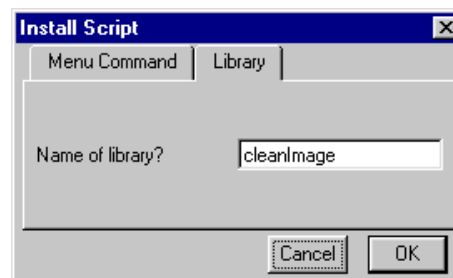 Install Script
Menu Command Library
Name of library? cleanImage
Cancel OK